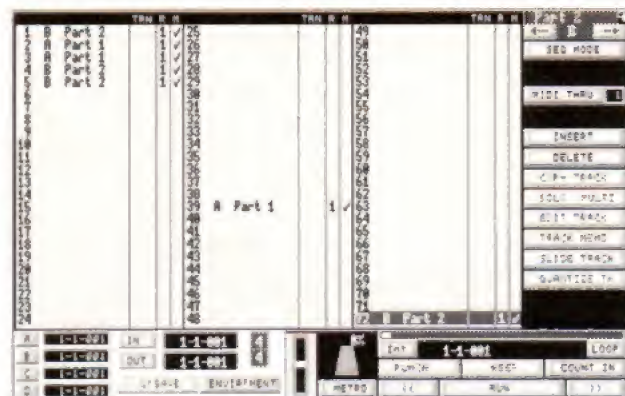 TRN R M
TRN R M
TRN R M
Part 2
B
SEQ MODE
MIDI THRU 1
INSERT
DELETE
COPY TRACK
SOLO MULTI
EDIT TRACK
TRACK MEMO
SLIDE TRACK
QUANTIZE TK
1 B Part 2 1 ✓
2 A Part 1 1 ✓
3 A Part 1 1 ✓
4 B Part 2 1 ✓
5 B Part 2 1 ✓
6
7
8
9
10
11
12
13
14
15
16
17
18
19
20
21
22
23
24
25
26
27
28
29
30
31
32
33
34
35
36
37
38
39 A Part 1 1 ✓
40
41
42
43
44
45
46
47
48
49
50
51
52
53
54
55
56
57
58
59
60
61
62
63
64
65
66
67
68
69
70
71
72 B Part 2 1 ✓
A 1-1-001
B 1-1-001
C 1-1-001
D 1-1-001
IN 1-1-001
OUT 1-1-001
4
4
ENVIRPMENT
METRO
EXT 1-1-001 LOOP
COUNT IN
<< RUN >>